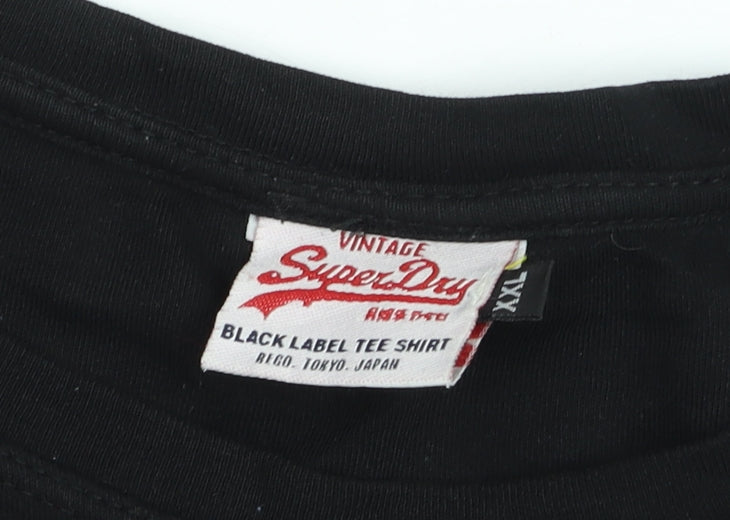 VINTAGE
SuperDry
BLACK LABEL TEE SHIRT
REGD. TOKYO. JAPAN
XXL